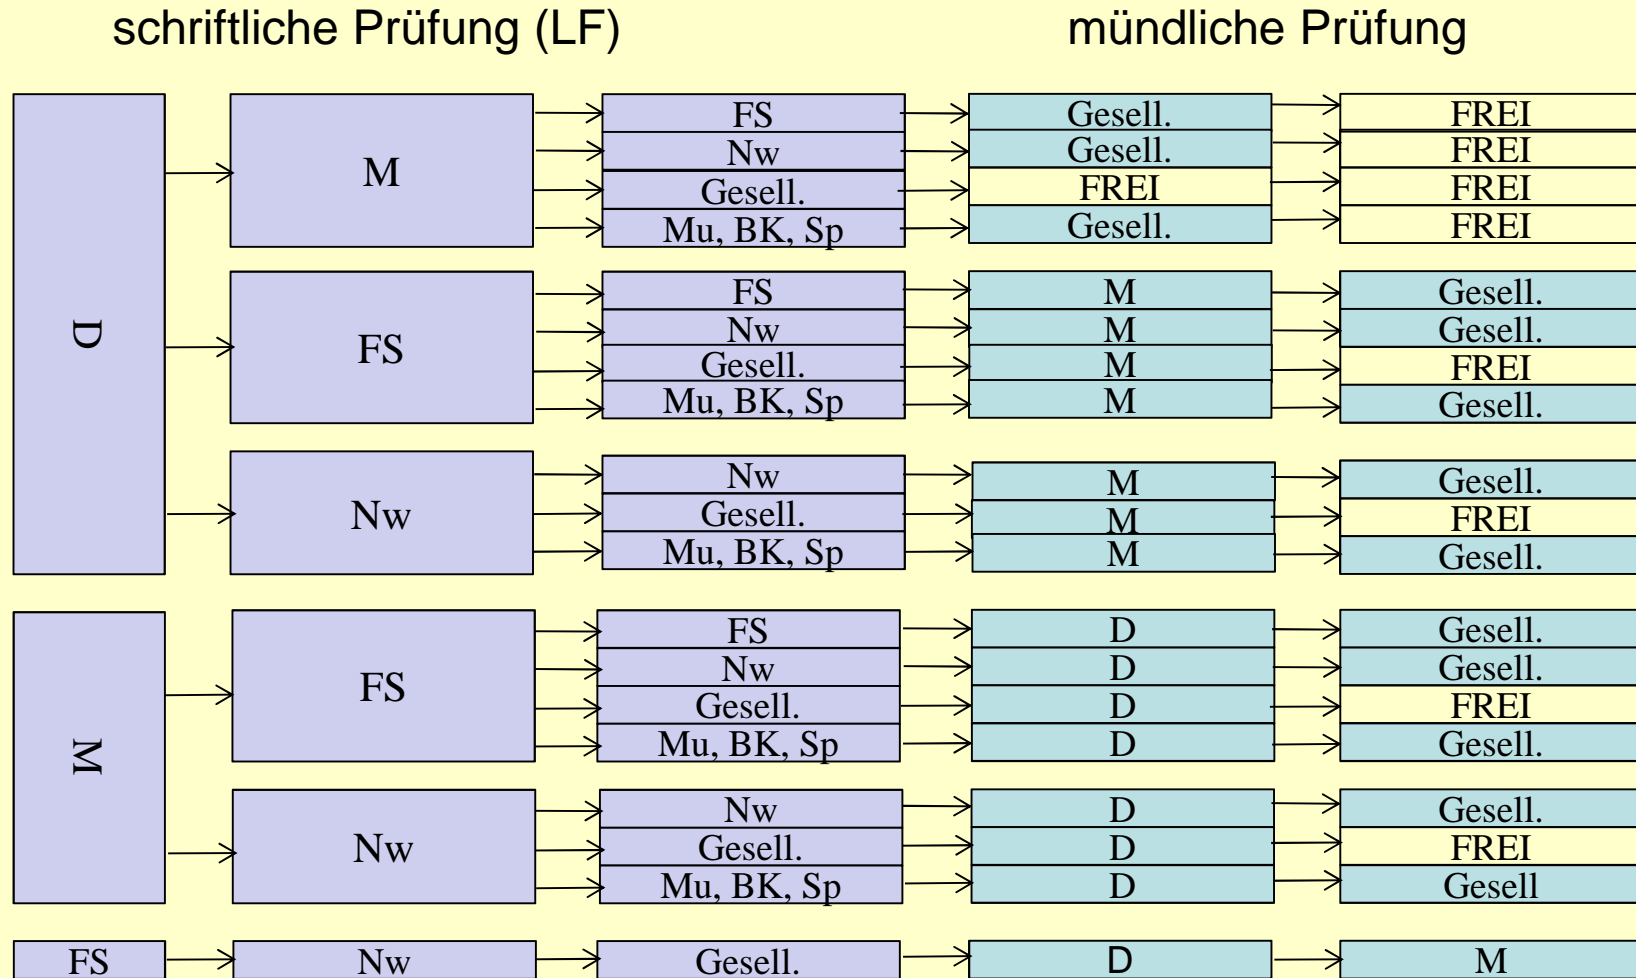 schriftliche Prüfung (LF) mündliche Prüfung
D
M
FS Gesell. FREI
Nw Gesell. FREI
Gesell. FREI FREI
Mu, BK, Sp Gesell. FREI
FS
FS M Gesell.
Nw M Gesell.
Gesell. M FREI
Mu, BK, Sp M Gesell.
Nw
Nw M Gesell.
Gesell. M FREI
Mu, BK, Sp M Gesell.
M
FS
FS D Gesell.
Nw D Gesell.
Gesell. D FREI
Mu, BK, Sp D Gesell.
Nw
Nw D Gesell.
Gesell. D FREI
Mu, BK, Sp D Gesell
FS Nw Gesell. D M